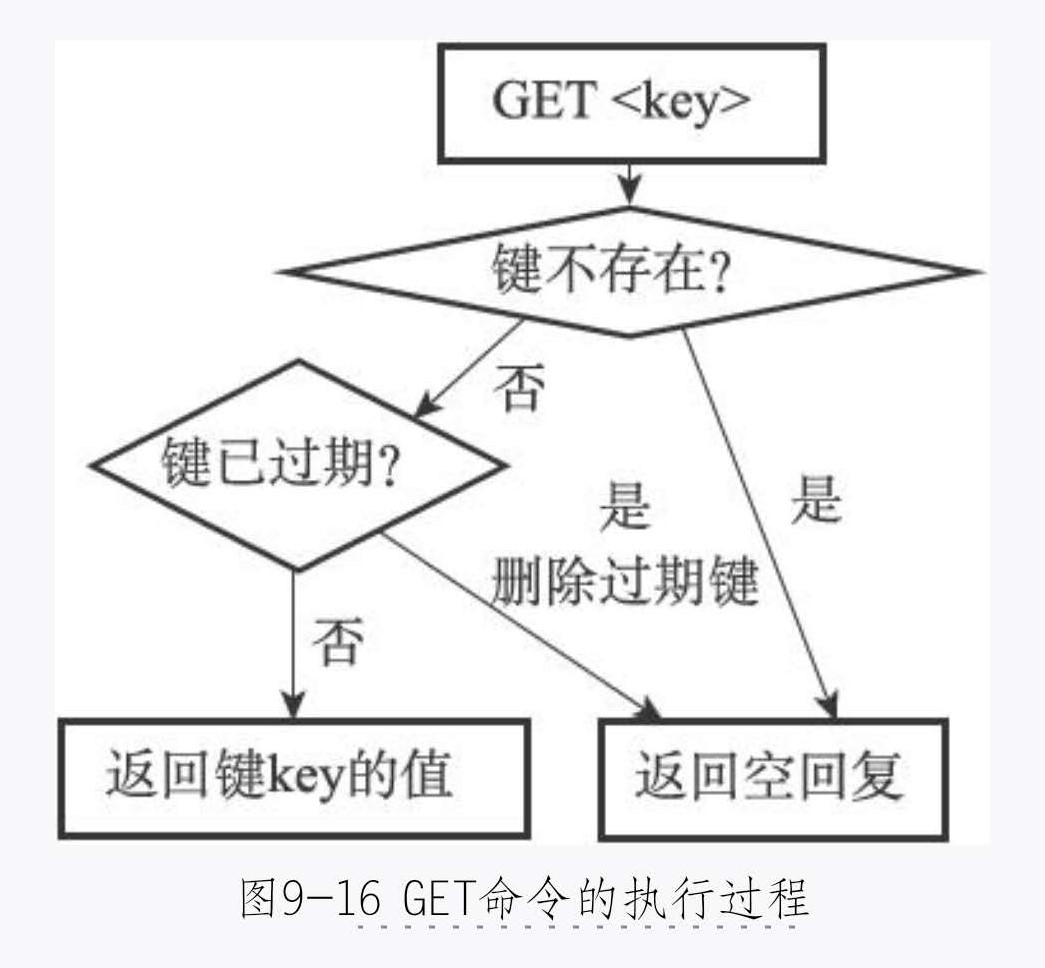 GET <key>
键不存在?
否
键已过期?
是
是
删除过期键
否
返回键key的值
返回空回复
图9-16 GET命令的执行过程